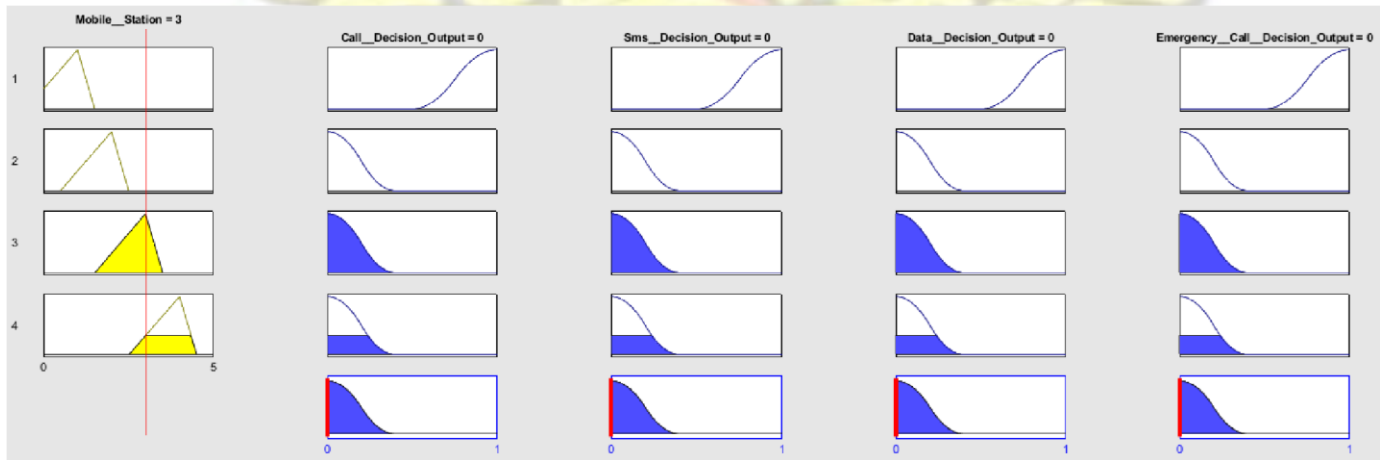 Mobile__Station = 3
Call__Decision_Output = 0
Sms__Decision_Output = 0
Data__Decision_Output = 0
Emergency__Call__Decision_Output = 0
1
2
3
4
0 5
0 1 0 1 0 1 0 1